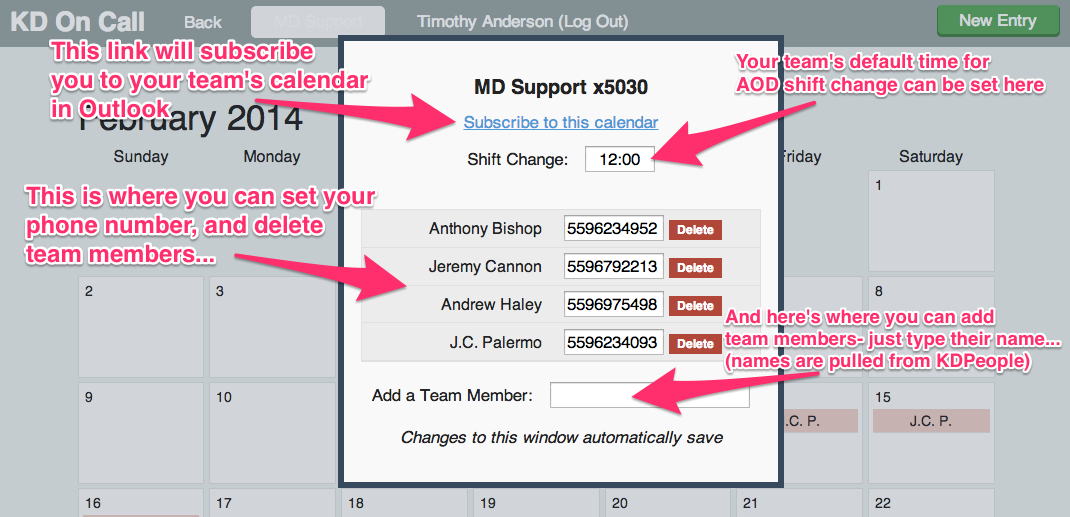 KD On Call
Back
MD Support
Timothy Anderson (Log Out)
New Entry
This link will subscribe
you to your team's calendar
in Outlook
February 2014
Your team's default time for
AOD shift change can be set here
MD Support x5030
Subscribe to this calendar
Shift Change: 12:00
Sunday
Monday
Friday
Saturday
1
This is where you can set your
phone number, and delete
team members...
Anthony Bishop 5596234952 Delete
Jeremy Cannon 5596792213 Delete
Andrew Haley 5596975498 Delete
J.C. Palermo 5596234093 Delete
2
3
8
And here's where you can add
team members- just type their name...
(names are pulled from KDPeople)
Add a Team Member:
Changes to this window automatically save
9
10
15
J.C. P.
J.C. P.
16
17
18
19
20
21
22